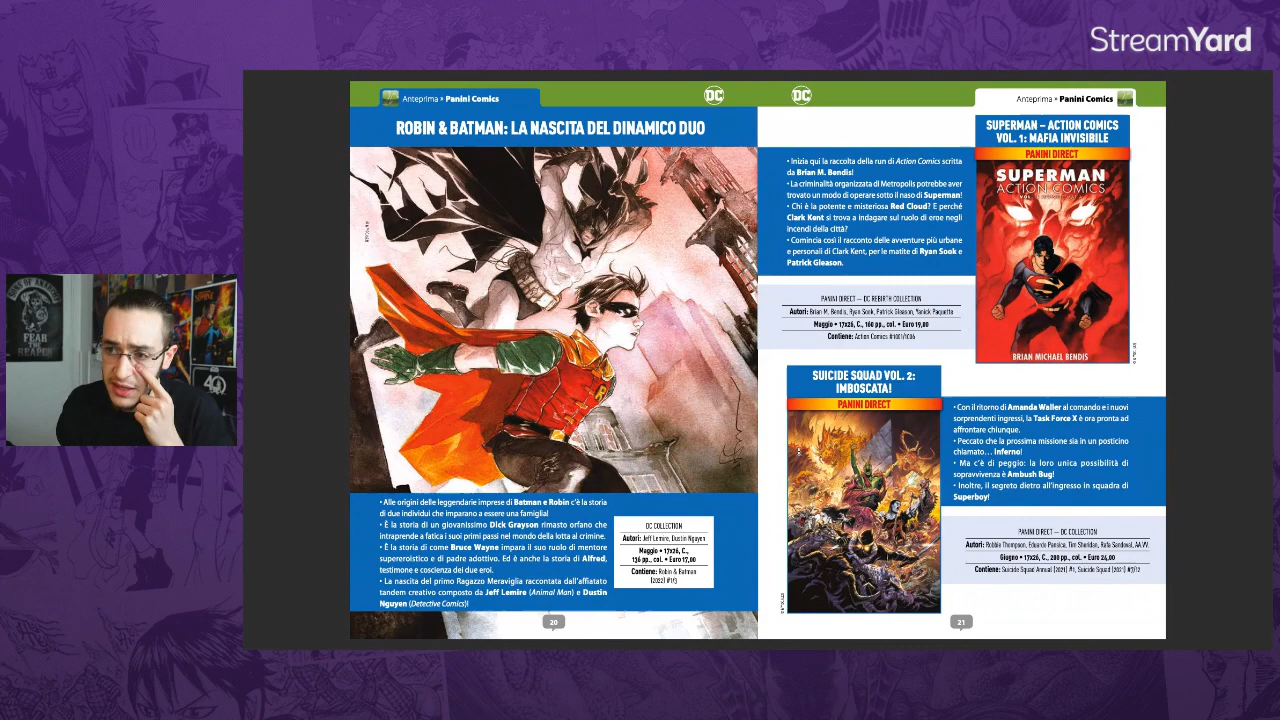 StreamYard
Anteprima × Panini Comics
DC
DC
Anteprima × Panini Comics
ROBIN & BATMAN: LA NASCITA DEL DINAMICO DUO
• Alle origini delle leggendarie imprese di Batman e Robin c'è la storia
di due individui che imparano a essere una famiglia!
• È la storia di un giovanissimo Dick Grayson rimasto orfano che
intraprende a fatica i suoi primi passi nel mondo della lotta al crimine.
• È la storia di come Bruce Wayne impara il suo ruolo di mentore
supereroistico e di padre adottivo. Ed è anche la storia di Alfred,
testimone e coscienza dei due eroi.
• La nascita del primo Ragazzo Meraviglia raccontata dall'affiatato
tandem creativo composto da Jeff Lemire (Animal Man) e Dustin
Nguyen (Detective Comics)!
DC COLLECTION
Autori: Jeff Lemire, Dustin Nguyen
Maggio • 17x26, C.,
136 pp., col. • Euro 17,00
Contiene: Robin & Batman
(2022) #1/3
20
SUPERMAN – ACTION COMICS
VOL. 1: MAFIA INVISIBILE
PANINI DIRECT
SUPERMAN
ACTION COMICS
BRIAN MICHAEL BENDIS
• Inizia qui la raccolta della run di Action Comics scritta
da Brian M. Bendis!
• La criminalità organizzata di Metropolis potrebbe aver
trovato un modo di operare sotto il naso di Superman!
• Chi è la potente e misteriosa Red Cloud? E perché
Clark Kent si trova a indagare sul ruolo di eroe negli
incendi della città?
• Comincia così il racconto delle avventure più urbane
e personali di Clark Kent, per le matite di Ryan Sook e
Patrick Gleason.
PANINI DIRECT — DC REBIRTH COLLECTION
Autori: Brian M. Bendis, Ryan Sook, Patrick Gleason, Yanick Paquette
Maggio • 17x26, C., 160 pp., col. • Euro 19,00
Contiene: Action Comics #1001/1006
SUICIDE SQUAD VOL. 2:
IMBOSCATA!
PANINI DIRECT
• Con il ritorno di Amanda Waller al comando e i nuovi
sorprendenti ingressi, la Task Force X è ora pronta ad
affrontare chiunque.
• Peccato che la prossima missione sia in un posticino
chiamato… Inferno!
• Ma c'è di peggio: la loro unica possibilità di
sopravvivenza è Ambush Bug!
• Inoltre, il segreto dietro all'ingresso in squadra di
Superboy!
PANINI DIRECT — DC COLLECTION
Autori: Robbie Thompson, Eduardo Pansica, Tim Sheridan, Rafa Sandoval, AA.VV.
Giugno • 17x26, C., 280 pp., col. • Euro 26,00
Contiene: Suicide Squad Annual (2021) #1, Suicide Squad (2021) #7/12
21
SONS OF ANARCHY
FEAR
THE
REAPER